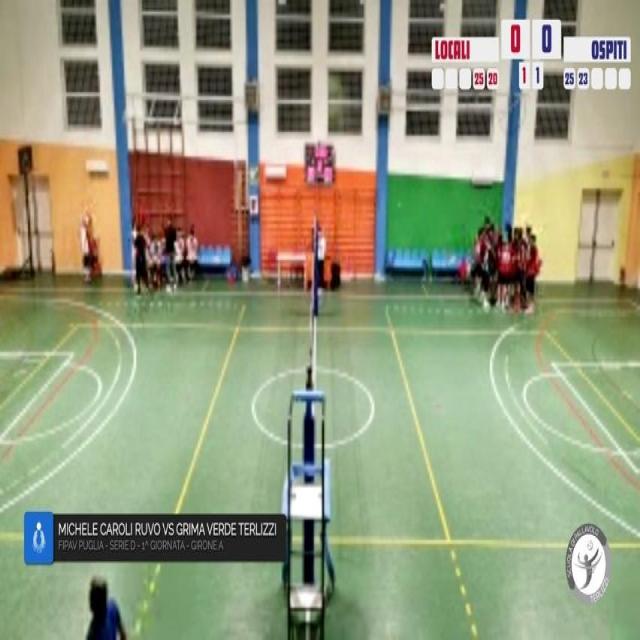 LOCALI 0 0 OSPITI
25 20 1 1 25 23
MICHELE CAROLI RUVO VS GRIMA VERDE TERLIZZI
FIPAV PUGLIA - SERIE D - 1^ GIORNATA - GIRONE A